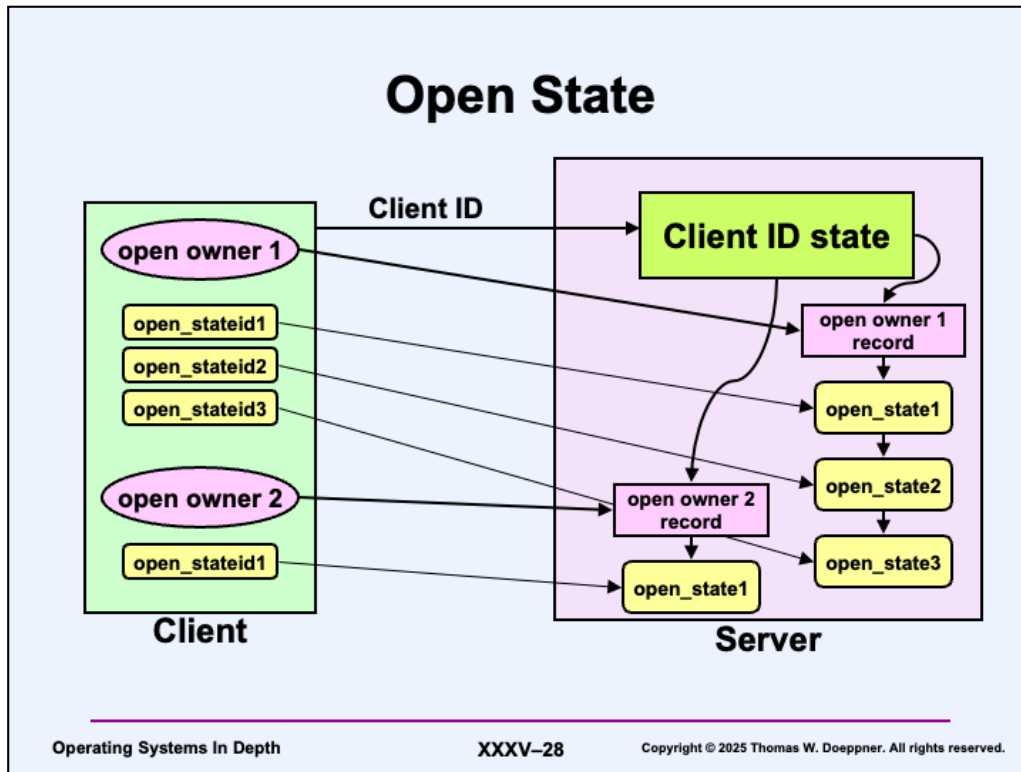 Open State
Client ID
open owner 1
open_stateid1
open_stateid2
open_stateid3
open owner 2
open_stateid1
Client
Client ID state
open owner 1
record
open_state1
open_state2
open_state3
open owner 2
record
open_state1
Server
Operating Systems In Depth
XXXV–28
Copyright © 2025 Thomas W. Doeppner. All rights reserved.